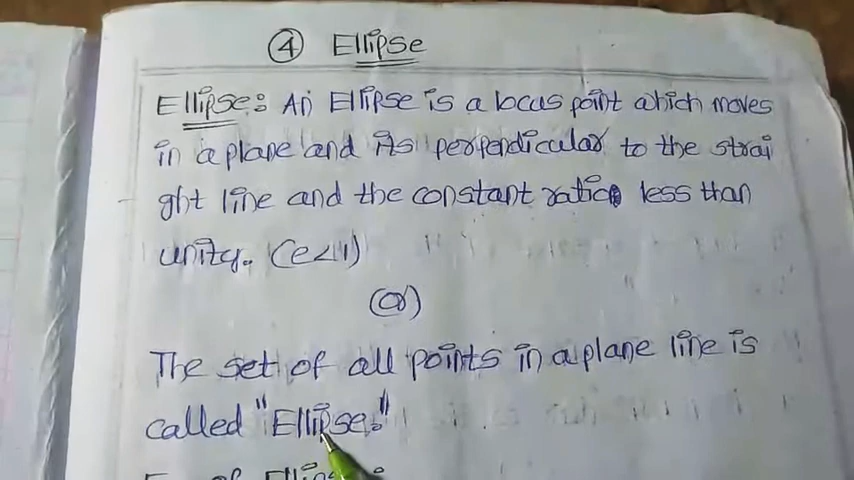 ④ Ellipse
Ellipse: An Ellipse is a locus point which moves
in a plane and its perpendicular to the strai
ght line and the constant ratio less than
unity. (e<1)
(or)
The set of all points in a plane line is
called "Ellipse."
of Ellipse: